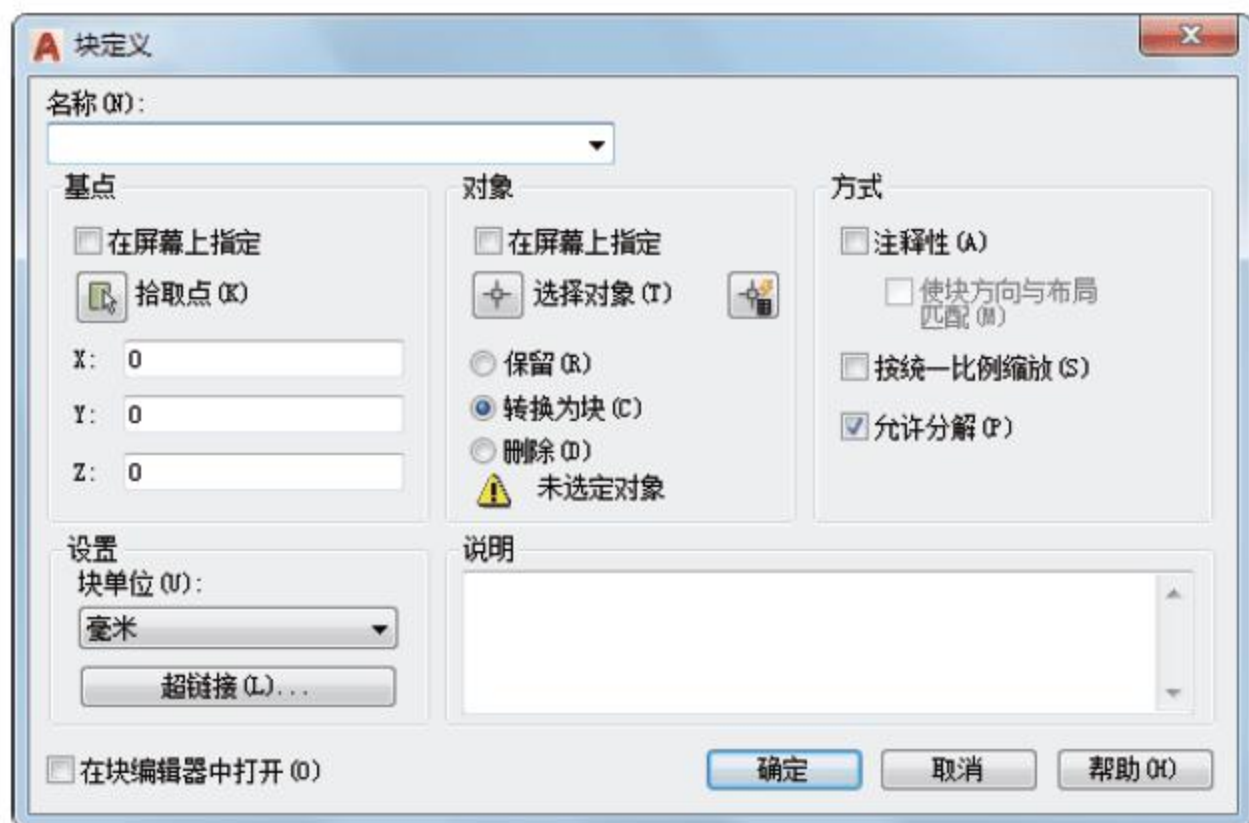 块定义
名称(N):
基点
在屏幕上指定
拾取点(K)
X: 0
Y: 0
Z: 0
对象
在屏幕上指定
选择对象(T)
保留(R)
转换为块(C)
删除(D)
未选定对象
方式
注释性(A)
使块方向与布局
匹配(M)
按统一比例缩放(S)
允许分解(P)
设置
块单位(U):
毫米
超链接(L)...
说明
在块编辑器中打开(O)
确定
取消
帮助(H)